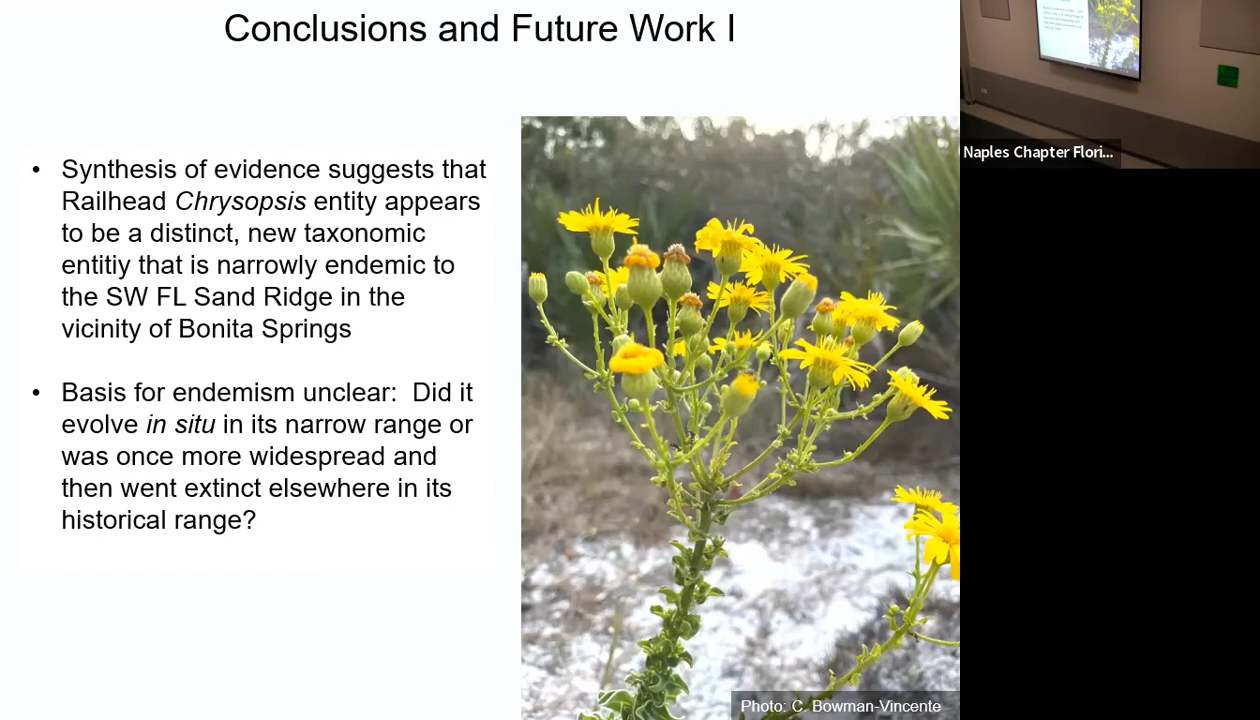 Conclusions and Future Work I
• Synthesis of evidence suggests that
Railhead Chrysopsis entity appears
to be a distinct, new taxonomic
entitiy that is narrowly endemic to
the SW FL Sand Ridge in the
vicinity of Bonita Springs
• Basis for endemism unclear: Did it
evolve in situ in its narrow range or
was once more widespread and
then went extinct elsewhere in its
historical range?
Photo: C. Bowman-Vincente
Naples Chapter Flori...